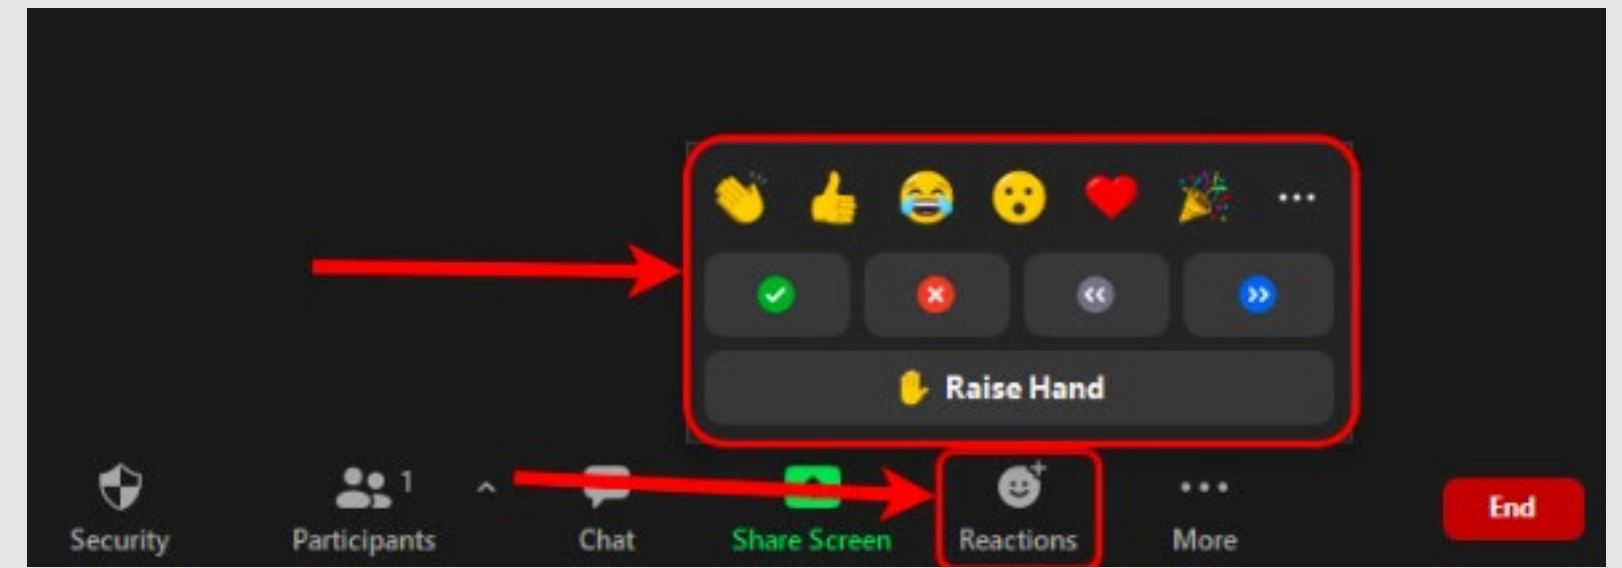 Raise Hand
1
Security
Participants
Chat
Share Screen
Reactions
More
End